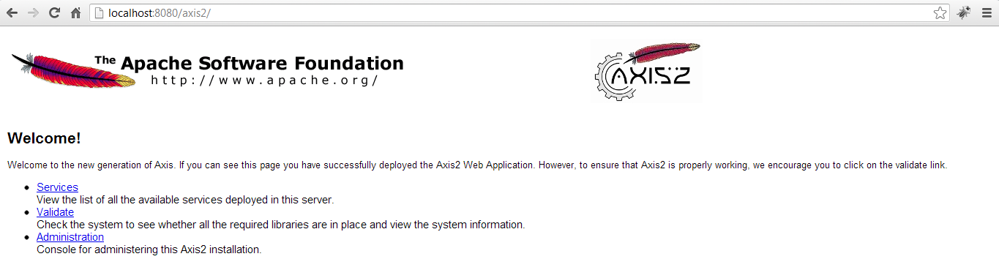 localhost:8080/axis2/
The Apache Software Foundation
http://www.apache.org/
AXIS2
Welcome!
Welcome to the new generation of Axis. If you can see this page you have successfully deployed the Axis2 Web Application. However, to ensure that Axis2 is properly working, we encourage you to click on the validate link.
Services
View the list of all the available services deployed in this server.
Validate
Check the system to see whether all the required libraries are in place and view the system information.
Administration
Console for administering this Axis2 installation.